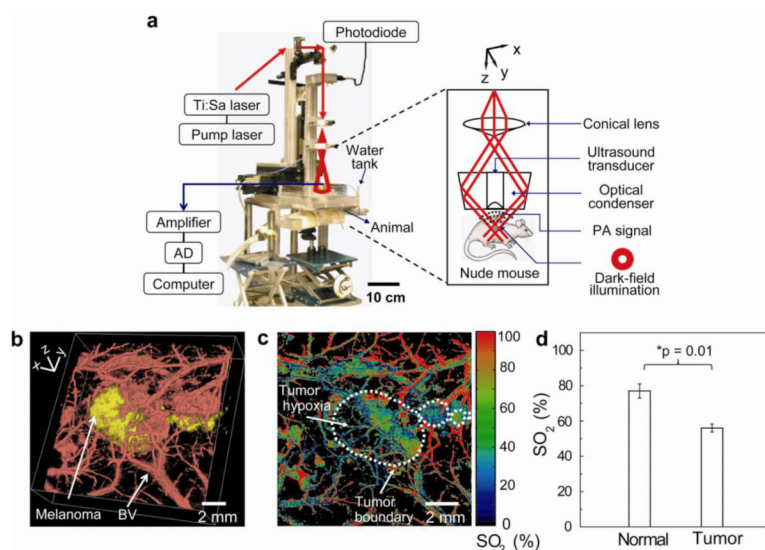 a
Photodiode
Ti:Sa laser
Pump laser
Water
tank
Amplifier
AD
Computer
Animal
10 cm
x
y
z
Conical lens
Ultrasound
transducer
Optical
condenser
PA signal
Dark-field
illumination
Nude mouse
b
x
z
y
Melanoma
BV
2 mm
c
Tumor
hypoxia
Tumor
boundary
2 mm
100
80
60
40
20
0
SO2 (%)
d
*p = 0.01
SO2 (%)
100
80
60
40
20
0
Normal
Tumor